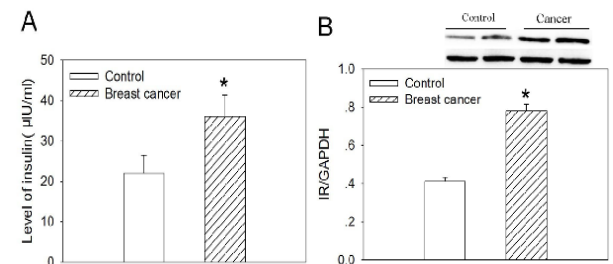 A
Level of insulin( μIU/ml)
50
40
30
20
10
0
Control
Breast cancer
*
B
Control Cancer
IR/GAPDH
1.0
.8
.6
.4
.2
0.0
Control
Breast cancer
*